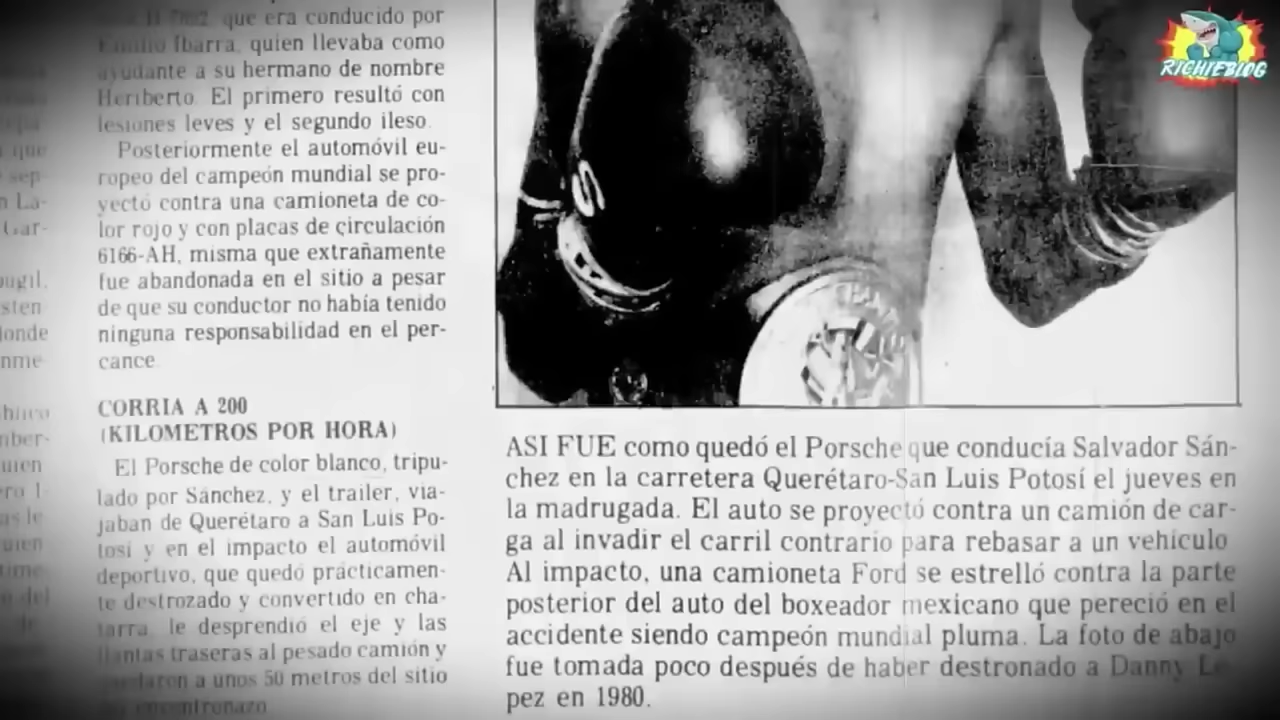 que era conducido por
Emilio Ibarra, quien llevaba como
ayudante a su hermano de nombre
Heriberto. El primero resultó con
lesiones leves y el segundo ileso.
Posteriormente el automóvil eu-
ropeo del campeón mundial se pro-
yectó contra una camioneta de co-
lor rojo y con placas de circulación
6166-AH, misma que extrañamente
fue abandonada en el sitio a pesar
de que su conductor no había tenido
ninguna responsabilidad en el per-
cance.
CORRIA A 200
(KILOMETROS POR HORA)
El Porsche de color blanco, tripu-
lado por Sánchez, y el trailer, via-
jaban de Querétaro a San Luis Po-
tosí y en el impacto el automóvil
deportivo, que quedó prácticamen-
te destrozado y convertido en cha-
tarra, le desprendió el eje y las
llantas traseras al pesado camión y
quedaron a unos 50 metros del sitio
encontronazo
ASI FUE como quedó el Porsche que conducía Salvador Sán-
chez en la carretera Querétaro-San Luis Potosí el jueves en
la madrugada. El auto se proyectó contra un camión de car-
ga al invadir el carril contrario para rebasar a un vehículo
Al impacto, una camioneta Ford se estrelló contra la parte
posterior del auto del boxeador mexicano que pereció en el
accidente siendo campeón mundial pluma. La foto de abajo
fue tomada poco después de haber destronado a Danny Ló-
pez en 1980.
RICHIEBLOG